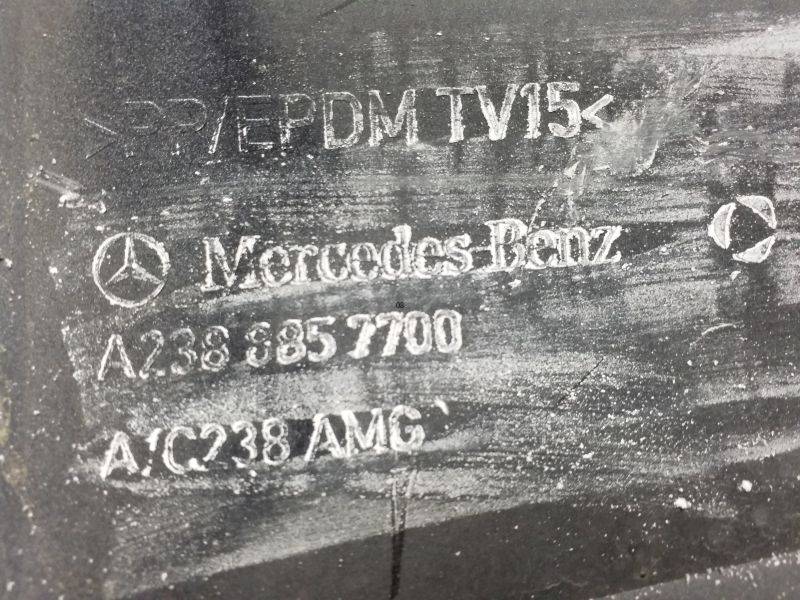 >PP/EPDM TV15<
Mercedes-Benz
A238 885 7700
A/C238 AMG